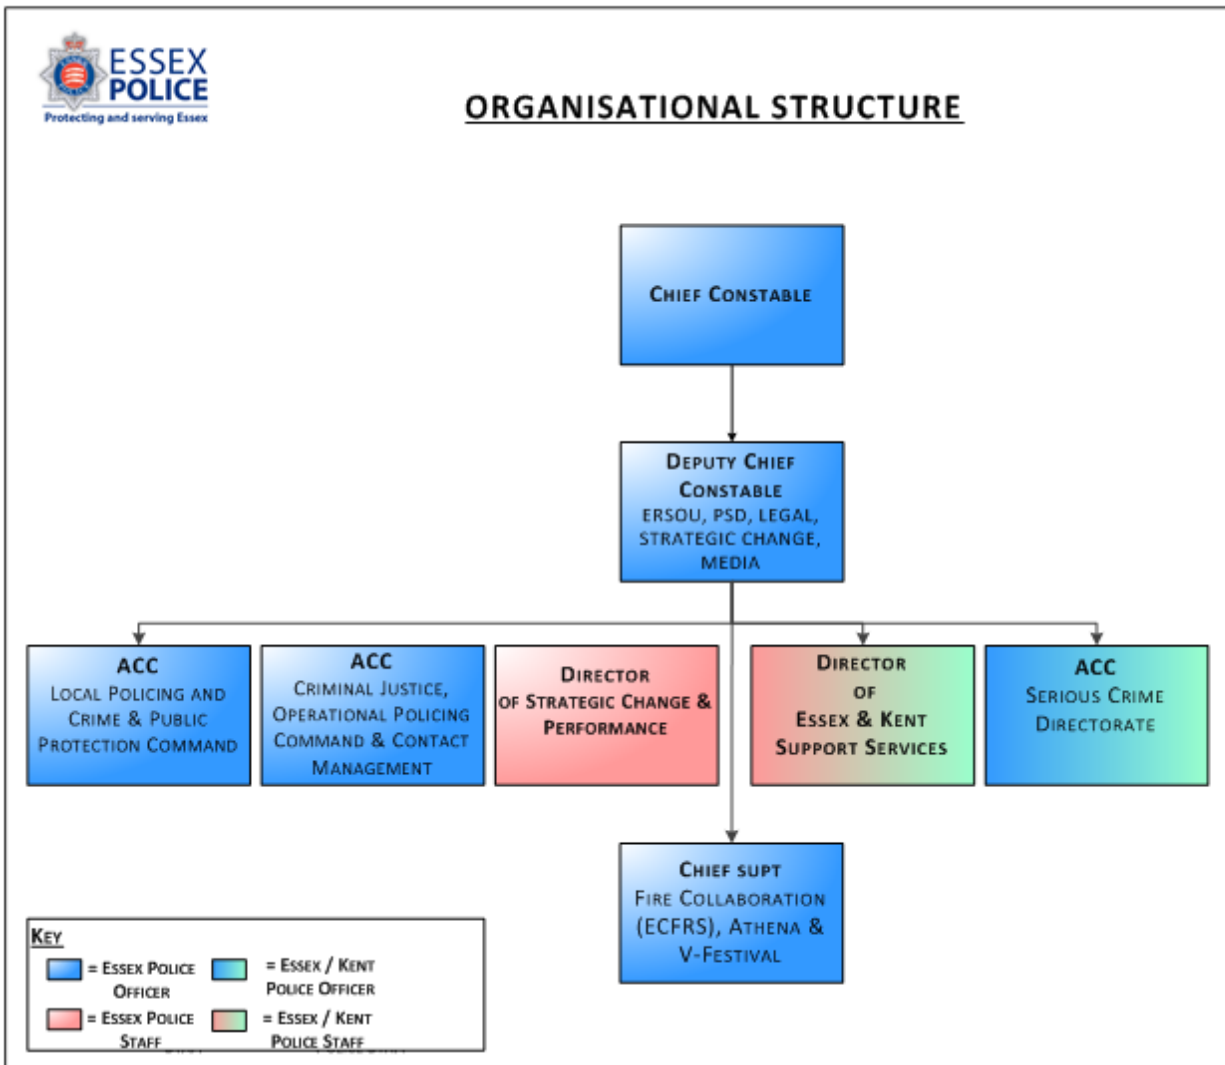 ESSEX
POLICE
Protecting and serving Essex
ORGANISATIONAL STRUCTURE
CHIEF CONSTABLE
DEPUTY CHIEF
CONSTABLE
ERSOU, PSD, LEGAL,
STRATEGIC CHANGE,
MEDIA
ACC
LOCAL POLICING AND
CRIME & PUBLIC
PROTECTION COMMAND
ACC
CRIMINAL JUSTICE,
OPERATIONAL POLICING
COMMAND & CONTACT
MANAGEMENT
DIRECTOR
OF STRATEGIC CHANGE &
PERFORMANCE
DIRECTOR
OF
ESSEX & KENT
SUPPORT SERVICES
ACC
SERIOUS CRIME
DIRECTORATE
CHIEF SUPT
FIRE COLLABORATION
(ECFRS), ATHENA &
V-FESTIVAL
KEY
= ESSEX POLICE
OFFICER
= ESSEX / KENT
POLICE OFFICER
= ESSEX POLICE
STAFF
= ESSEX / KENT
POLICE STAFF